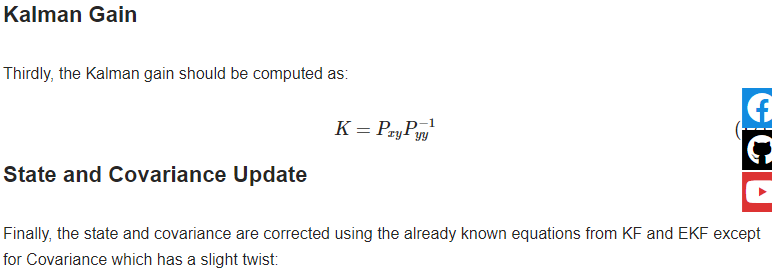 Kalman Gain
Thirdly, the Kalman gain should be computed as:
K = P_{xy}P_{yy}^{-1}
(
State and Covariance Update
Finally, the state and covariance are corrected using the already known equations from KF and EKF except
for Covariance which has a slight twist: